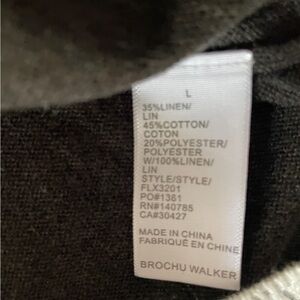 L
35%LINEN/
LIN
45%COTTON/
COTON
20%POLYESTER/
POLYESTER
W/100%LINEN/
LIN
STYLE/STYLE/
FLX3201
PO#1361
RN#140785
CA#30427
MADE IN CHINA
FABRIQUÉ EN CHINE
BROCHU WALKER